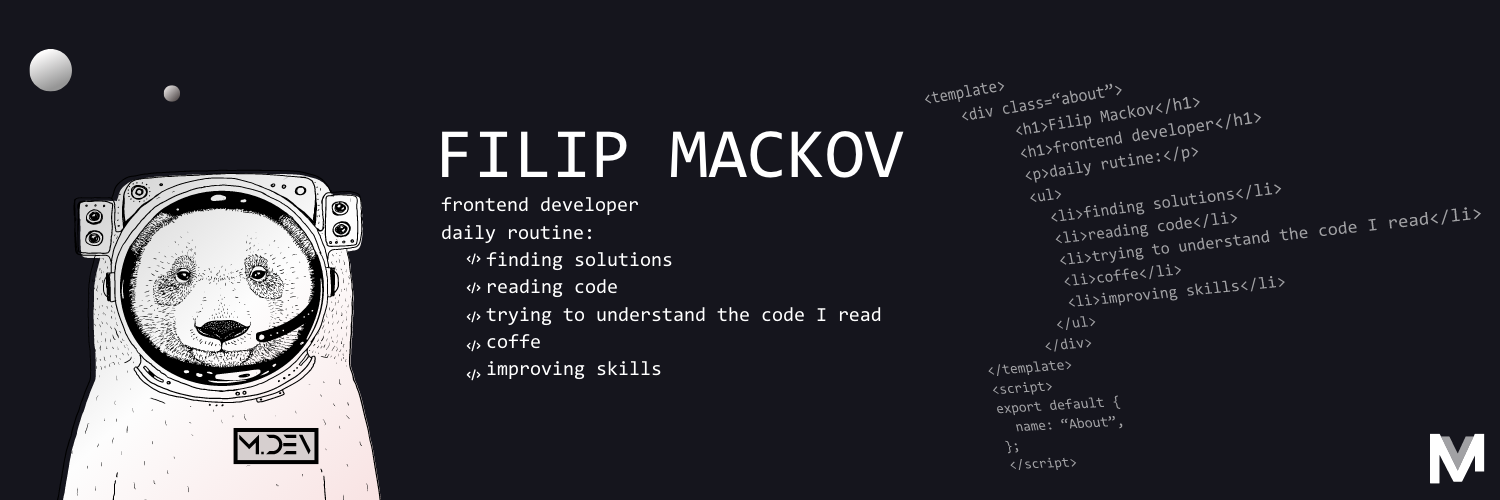 FILIP MACKOV
frontend developer
daily routine:
</> finding solutions
</> reading code
</> trying to understand the code I read
</> coffe
</> improving skills
M.DEV
<template>
<div class=“about”>
<h1>Filip Mackov</h1>
<h1>frontend developer</h1>
<p>daily rutine:</p>
<ul>
<li>finding solutions</li>
<li>reading code</li>
<li>trying to understand the code I read</li>
<li>coffe</li>
<li>improving skills</li>
</ul>
</div>
</template>
<script>
export default {
name: “About”,
};
</script>
M